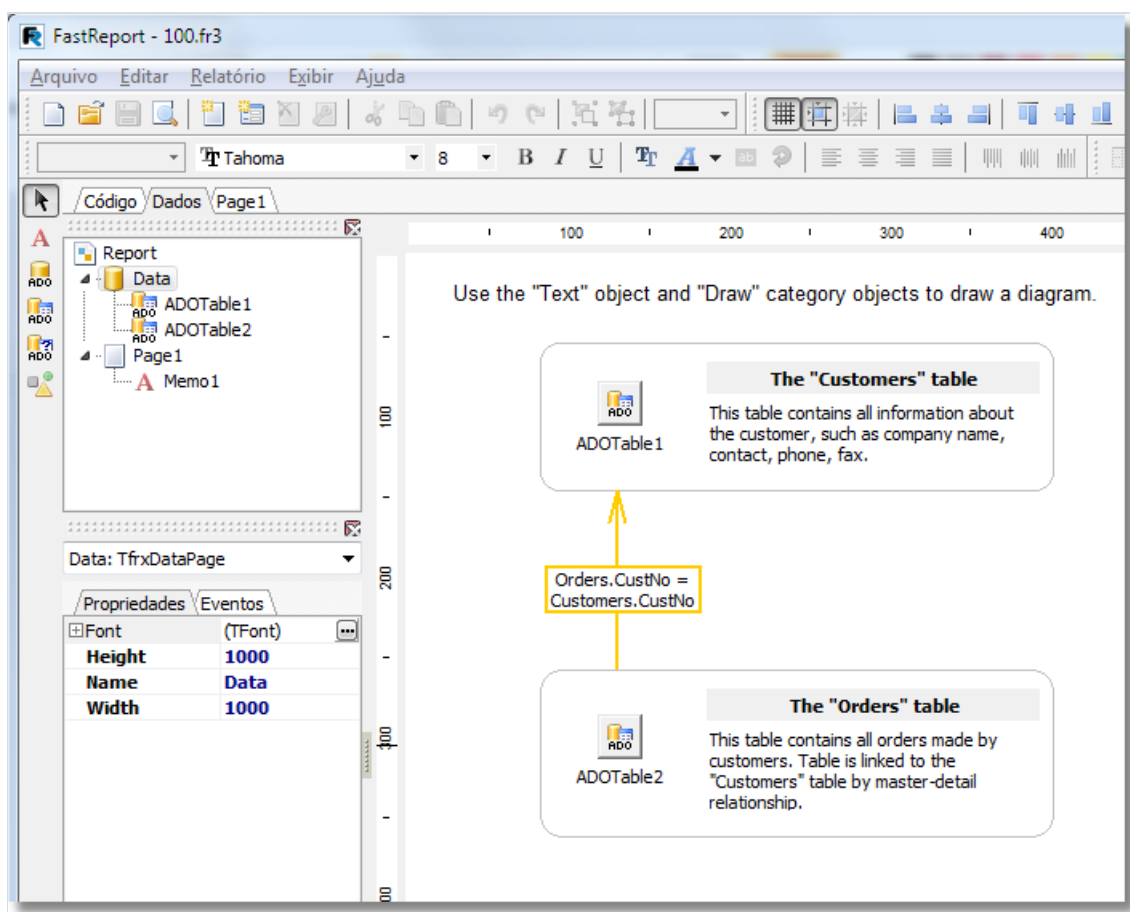 FastReport - 100.fr3
Arquivo Editar Relatório Exibir Ajuda
Tahoma 8 B I U
Código Dados Page1
Report
Data
ADOTable1
ADOTable2
Page1
Memo1
Data: TfrxDataPage
Propriedades Eventos
Font (TFont)
Height 1000
Name Data
Width 1000
100 200 300 400
100
200
300
Use the "Text" object and "Draw" category objects to draw a diagram.
ADO
ADOTable1
The "Customers" table
This table contains all information about
the customer, such as company name,
contact, phone, fax.
Orders.CustNo =
Customers.CustNo
ADO
ADOTable2
The "Orders" table
This table contains all orders made by
customers. Table is linked to the
"Customers" table by master-detail
relationship.